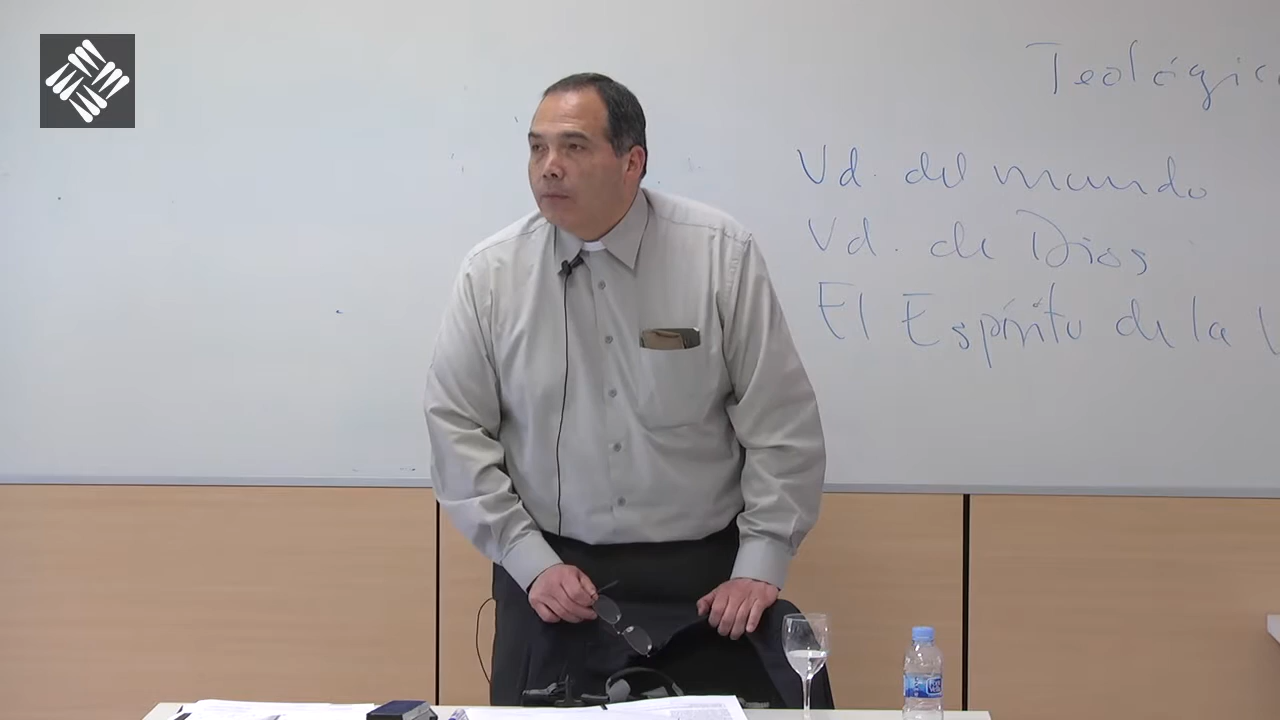 Teológic
Vd. del mundo
Vd. de Dios
El Espíritu de la